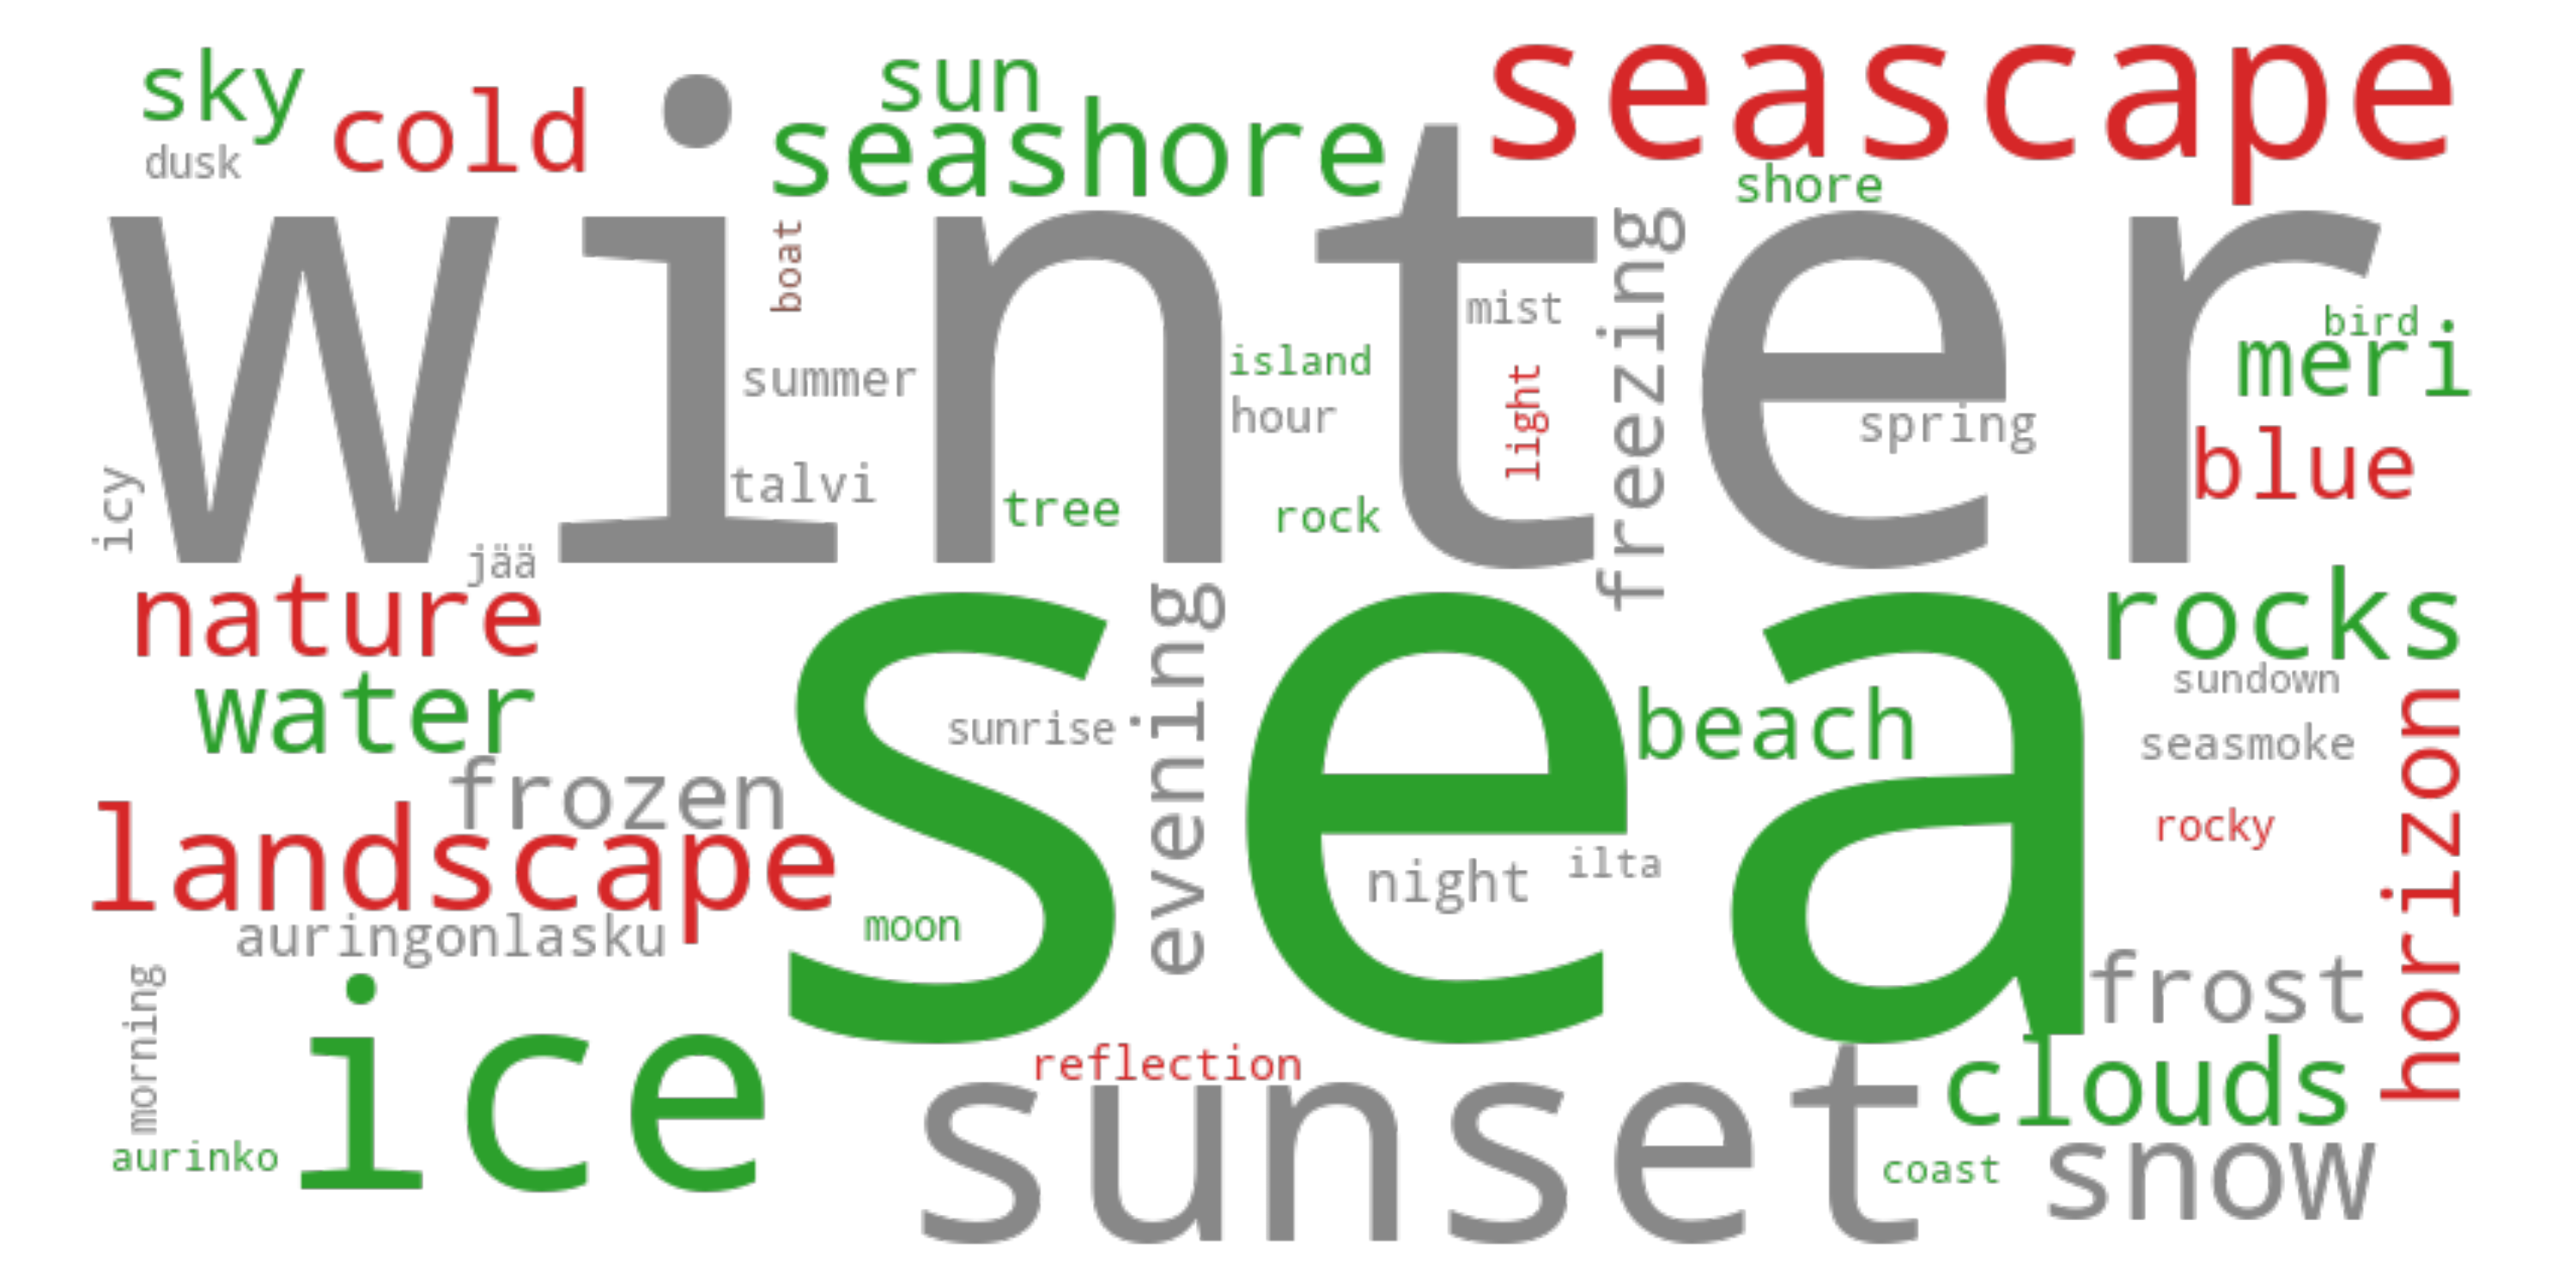 sky
sun
seascape
cold
seashore
dusk
shore
winter
boat
freezing
mist
bird
meri
island
summer
light
hour
spring
blue
talvi
icy
tree
rock
jää
nature
sea
rocks
evening
water
sundown
horizon
sunrise
beach
seasmoke
frozen
rocky
landscape
night
ilta
moon
auringonlasku
morning
frost
ice
reflection
clouds
sunset
aurinko
coast
snow